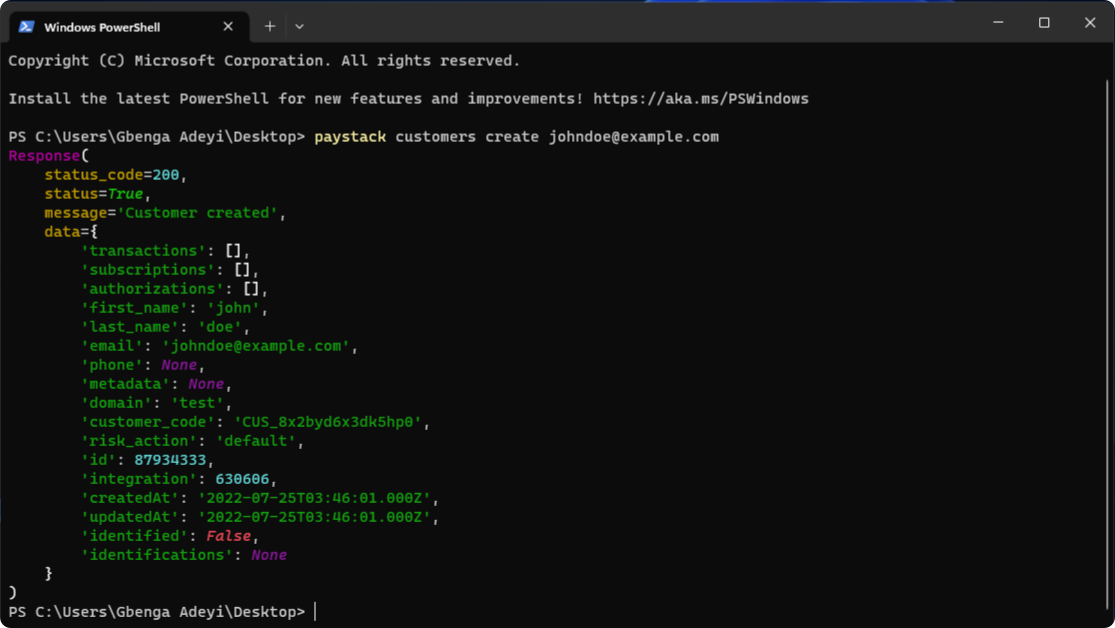 Windows PowerShell
Copyright (C) Microsoft Corporation. All rights reserved.
Install the latest PowerShell for new features and improvements! https://aka.ms/PSWindows
PS C:\Users\Gbenga Adeyi\Desktop> paystack customers create johndoe@example.com
Response(
    status_code=200,
    status=True,
    message='Customer created',
    data={
        'transactions': [],
        'subscriptions': [],
        'authorizations': [],
        'first_name': 'john',
        'last_name': 'doe',
        'email': 'johndoe@example.com',
        'phone': None,
        'metadata': None,
        'domain': 'test',
        'customer_code': 'CUS_8x2byd6x3dk5hp0',
        'risk_action': 'default',
        'id': 87934333,
        'integration': 630606,
        'createdAt': '2022-07-25T03:46:01.000Z',
        'updatedAt': '2022-07-25T03:46:01.000Z',
        'identified': False,
        'identifications': None
    }
)
PS C:\Users\Gbenga Adeyi\Desktop>